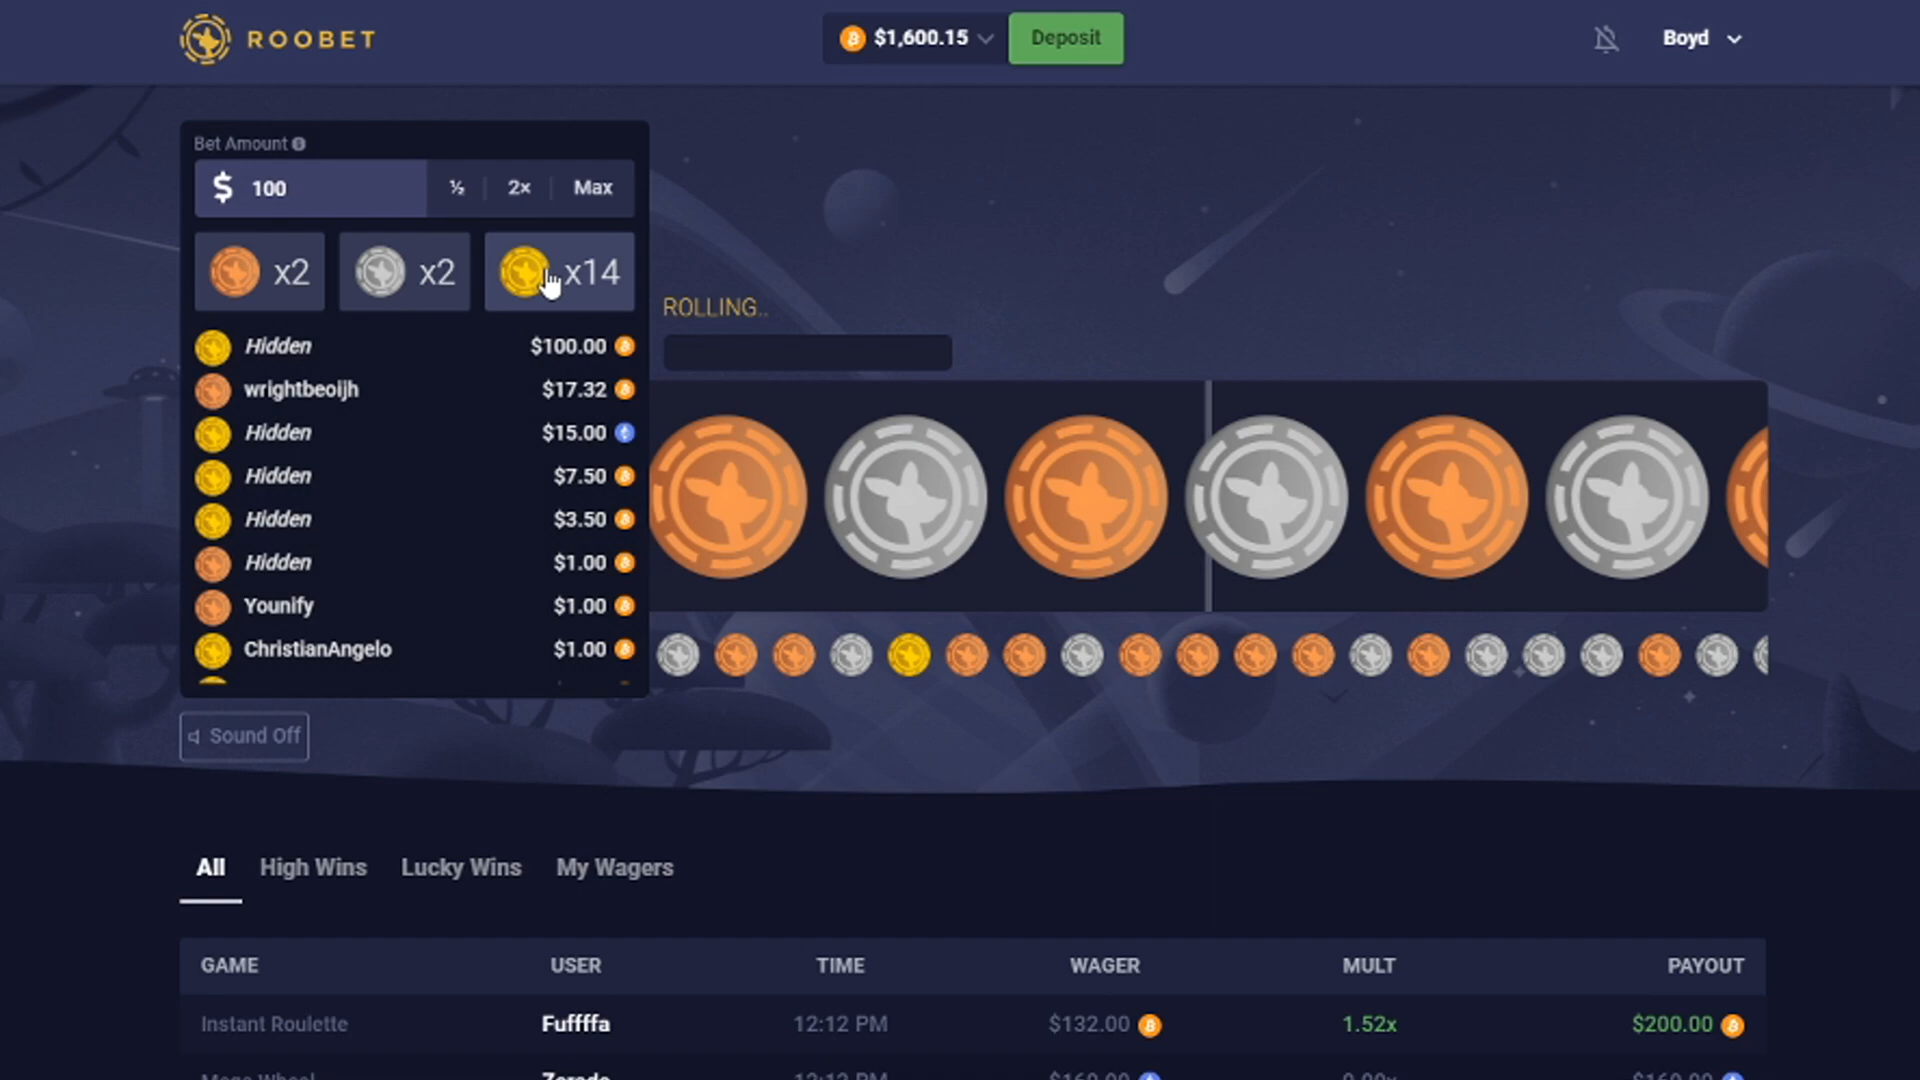 ROOBET
$1,600.15
Deposit
Boyd
Bet Amount
$ 100
½
2×
Max
x2
x2
x14
Hidden $100.00
wrightbeoijh $17.32
Hidden $15.00
Hidden $7.50
Hidden $3.50
Hidden $1.00
Younify $1.00
ChristianAngelo $1.00
ROLLING..
Sound Off
All
High Wins
Lucky Wins
My Wagers
GAME USER TIME WAGER MULT PAYOUT
Instant Roulette Fuffffa 12:12 PM $132.00 1.52x $200.00